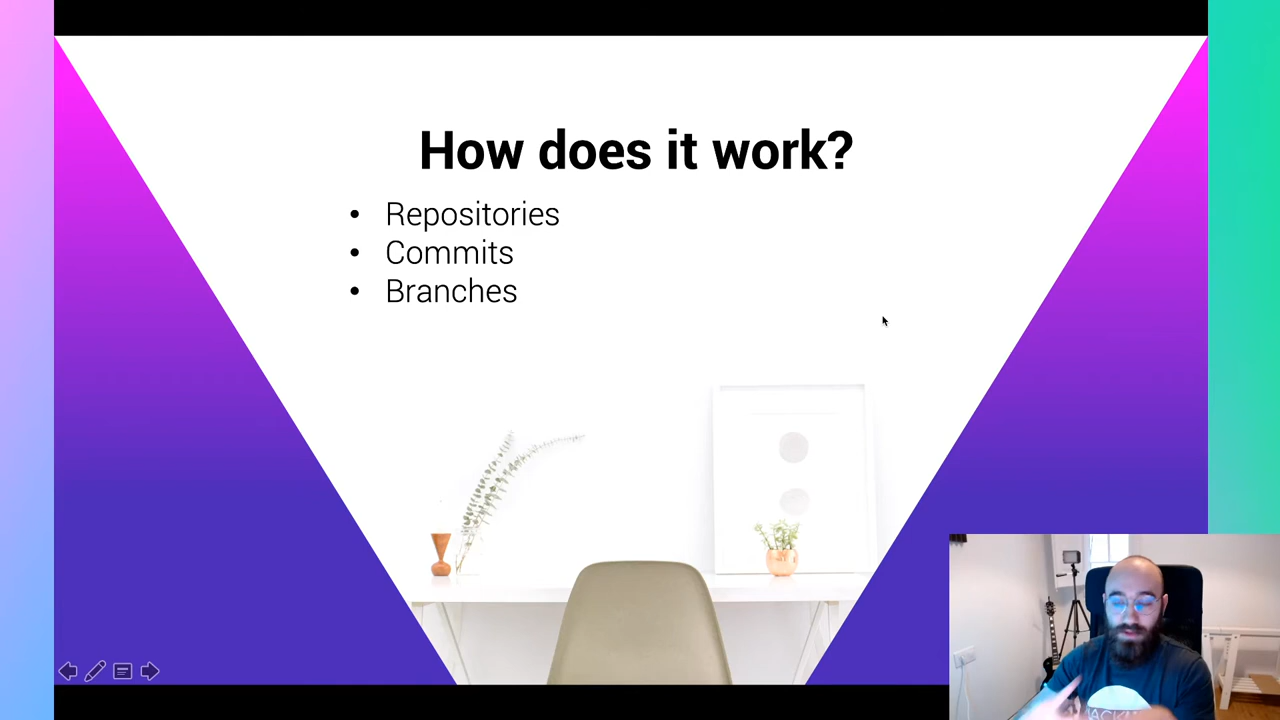 How does it work?
• Repositories
• Commits
• Branches